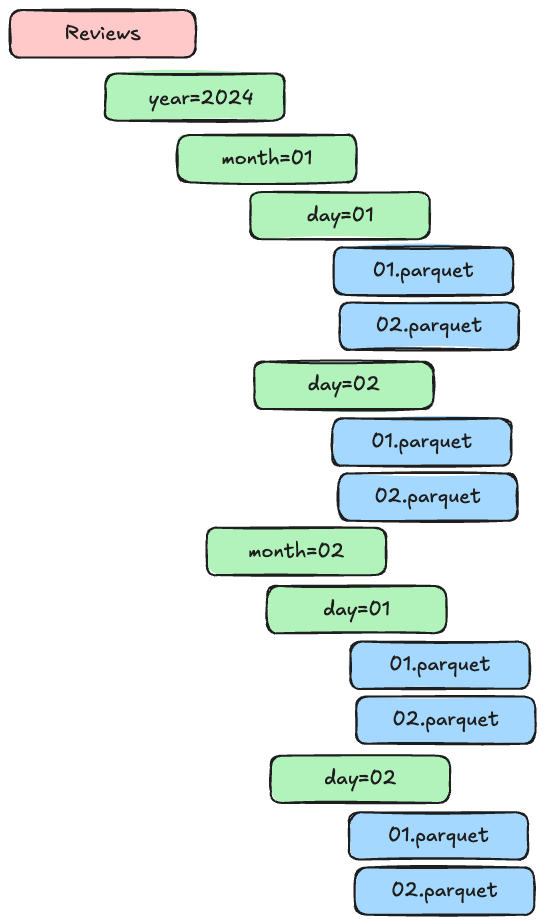 Reviews
year=2024
month=01
day=01
01.parquet
02.parquet
day=02
01.parquet
02.parquet
month=02
day=01
01.parquet
02.parquet
day=02
01.parquet
02.parquet